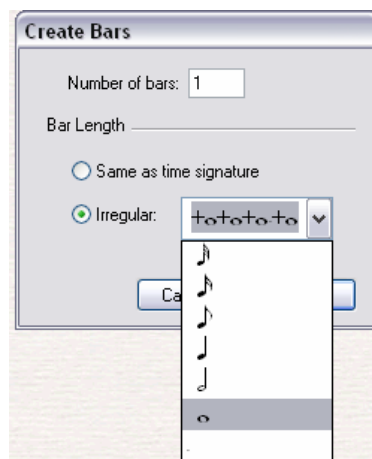 Create Bars
Number of bars: 1
Bar Length
Same as time signature
Irregular:
Ca